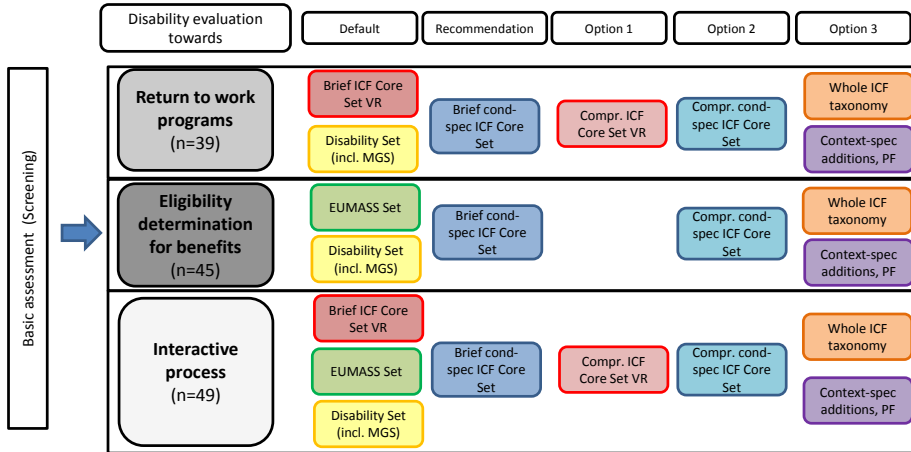 Disability evaluation
towards
Default
Recommendation
Option 1
Option 2
Option 3
Basic assessment (Screening)
Return to work
programs
(n=39)
Brief ICF Core
Set VR
Disability Set
(incl. MGS)
Brief cond-
spec ICF Core
Set
Compr. ICF
Core Set VR
Compr. cond-
spec ICF Core
Set
Whole ICF
taxonomy
Context-spec
additions, PF
Eligibility
determination
for benefits
(n=45)
EUMASS Set
Disability Set
(incl. MGS)
Brief cond-
spec ICF Core
Set
Compr. cond-
spec ICF Core
Set
Whole ICF
taxonomy
Context-spec
additions, PF
Interactive
process
(n=49)
Brief ICF Core
Set VR
EUMASS Set
Disability Set
(incl. MGS)
Brief cond-
spec ICF Core
Set
Compr. ICF
Core Set VR
Compr. cond-
spec ICF Core
Set
Whole ICF
taxonomy
Context-spec
additions, PF